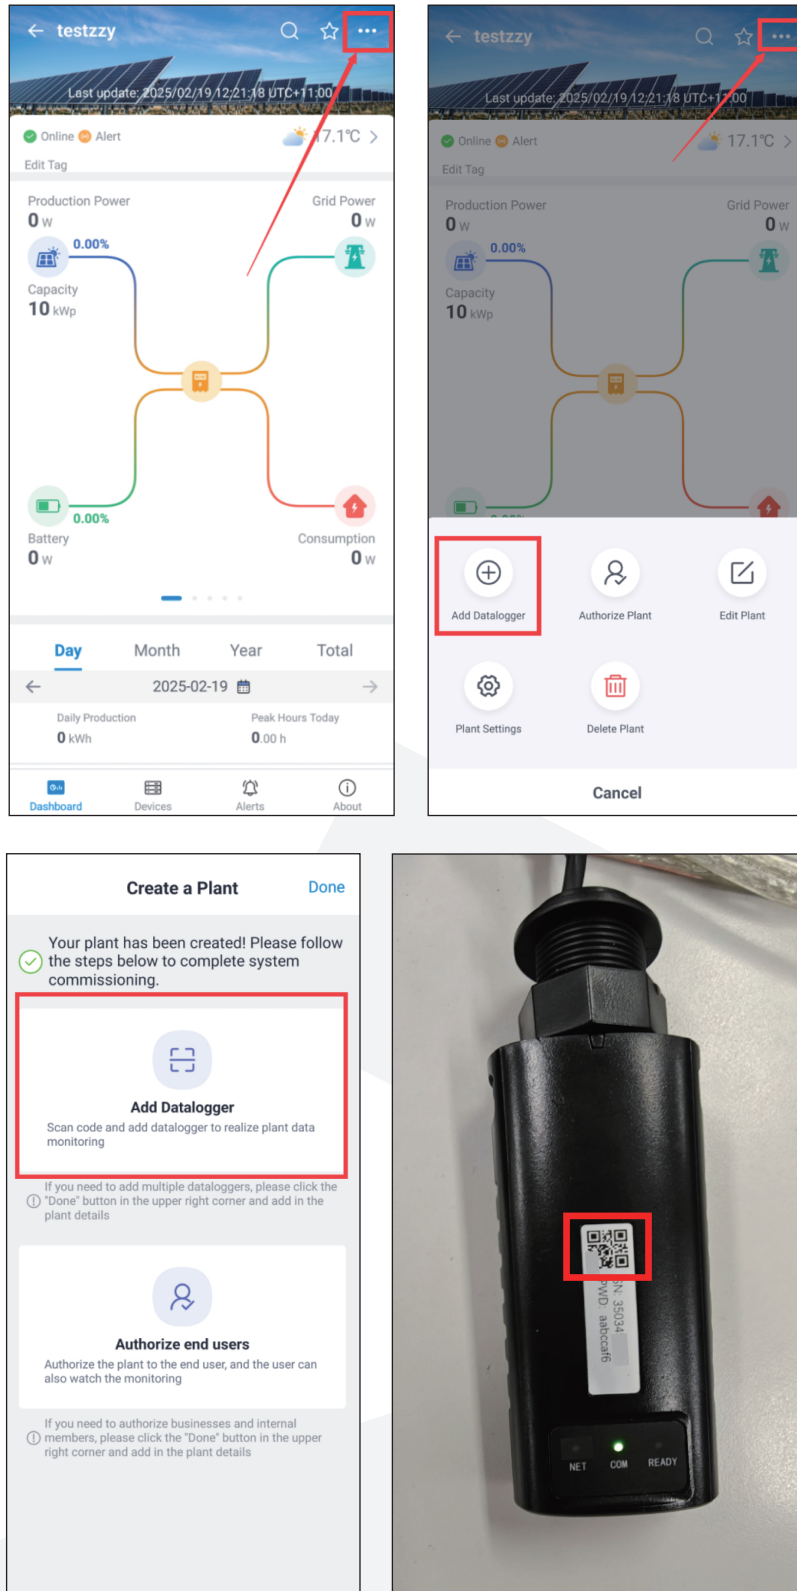 testzzy
Last update: 2025/02/19 12:21:18 UTC+11:00
Online Alert
17.1°C
Edit Tag
Production Power
Grid Power
0 W
0 W
0.00%
Capacity
10 kWp
0.00%
Battery
Consumption
0 W
0 W
Day Month Year Total
2025-02-19
Daily Production
Peak Hours Today
0 kWh
0.00 h
Dashboard Devices Alerts About
testzzy
Last update: 2025/02/19 12:21:18 UTC+11:00
Online Alert
17.1°C
Edit Tag
Production Power
Grid Power
0 W
0 W
0.00%
Capacity
10 kWp
Add Datalogger Authorize Plant Edit Plant
Plant Settings Delete Plant
Cancel
Create a Plant Done
Your plant has been created! Please follow
the steps below to complete system
commissioning.
Add Datalogger
Scan code and add datalogger to realize plant data
monitoring
If you need to add multiple dataloggers, please click the
"Done" button in the upper right corner and add in the
plant details
Authorize end users
Authorize the plant to the end user, and the user can
also watch the monitoring
If you need to authorize businesses and internal
members, please click the "Done" button in the upper
right corner and add in the plant details
SN: 35034
PWD: aabccaf6
NET COM READY